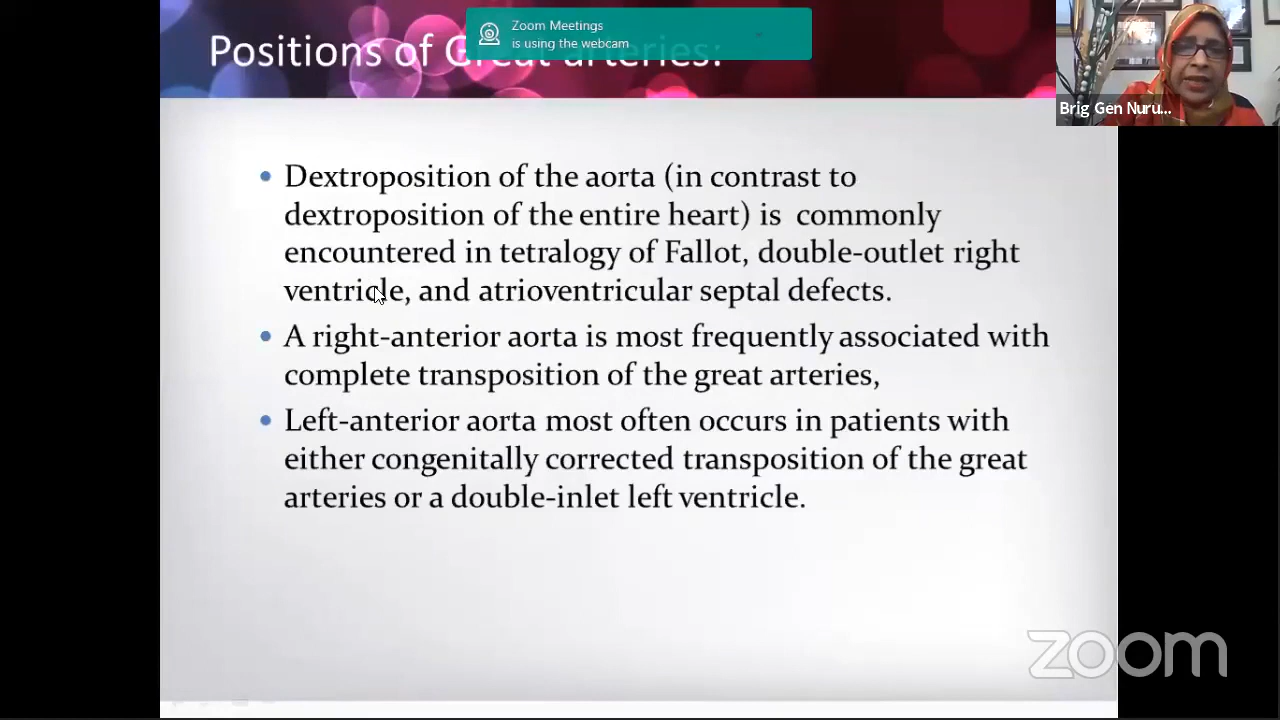 Positions of Great arteries:
Zoom Meetings
is using the webcam
Brig Gen Nuru...
• Dextroposition of the aorta (in contrast to
dextroposition of the entire heart) is commonly
encountered in tetralogy of Fallot, double-outlet right
ventricle, and atrioventricular septal defects.
• A right-anterior aorta is most frequently associated with
complete transposition of the great arteries,
• Left-anterior aorta most often occurs in patients with
either congenitally corrected transposition of the great
arteries or a double-inlet left ventricle.
zoom